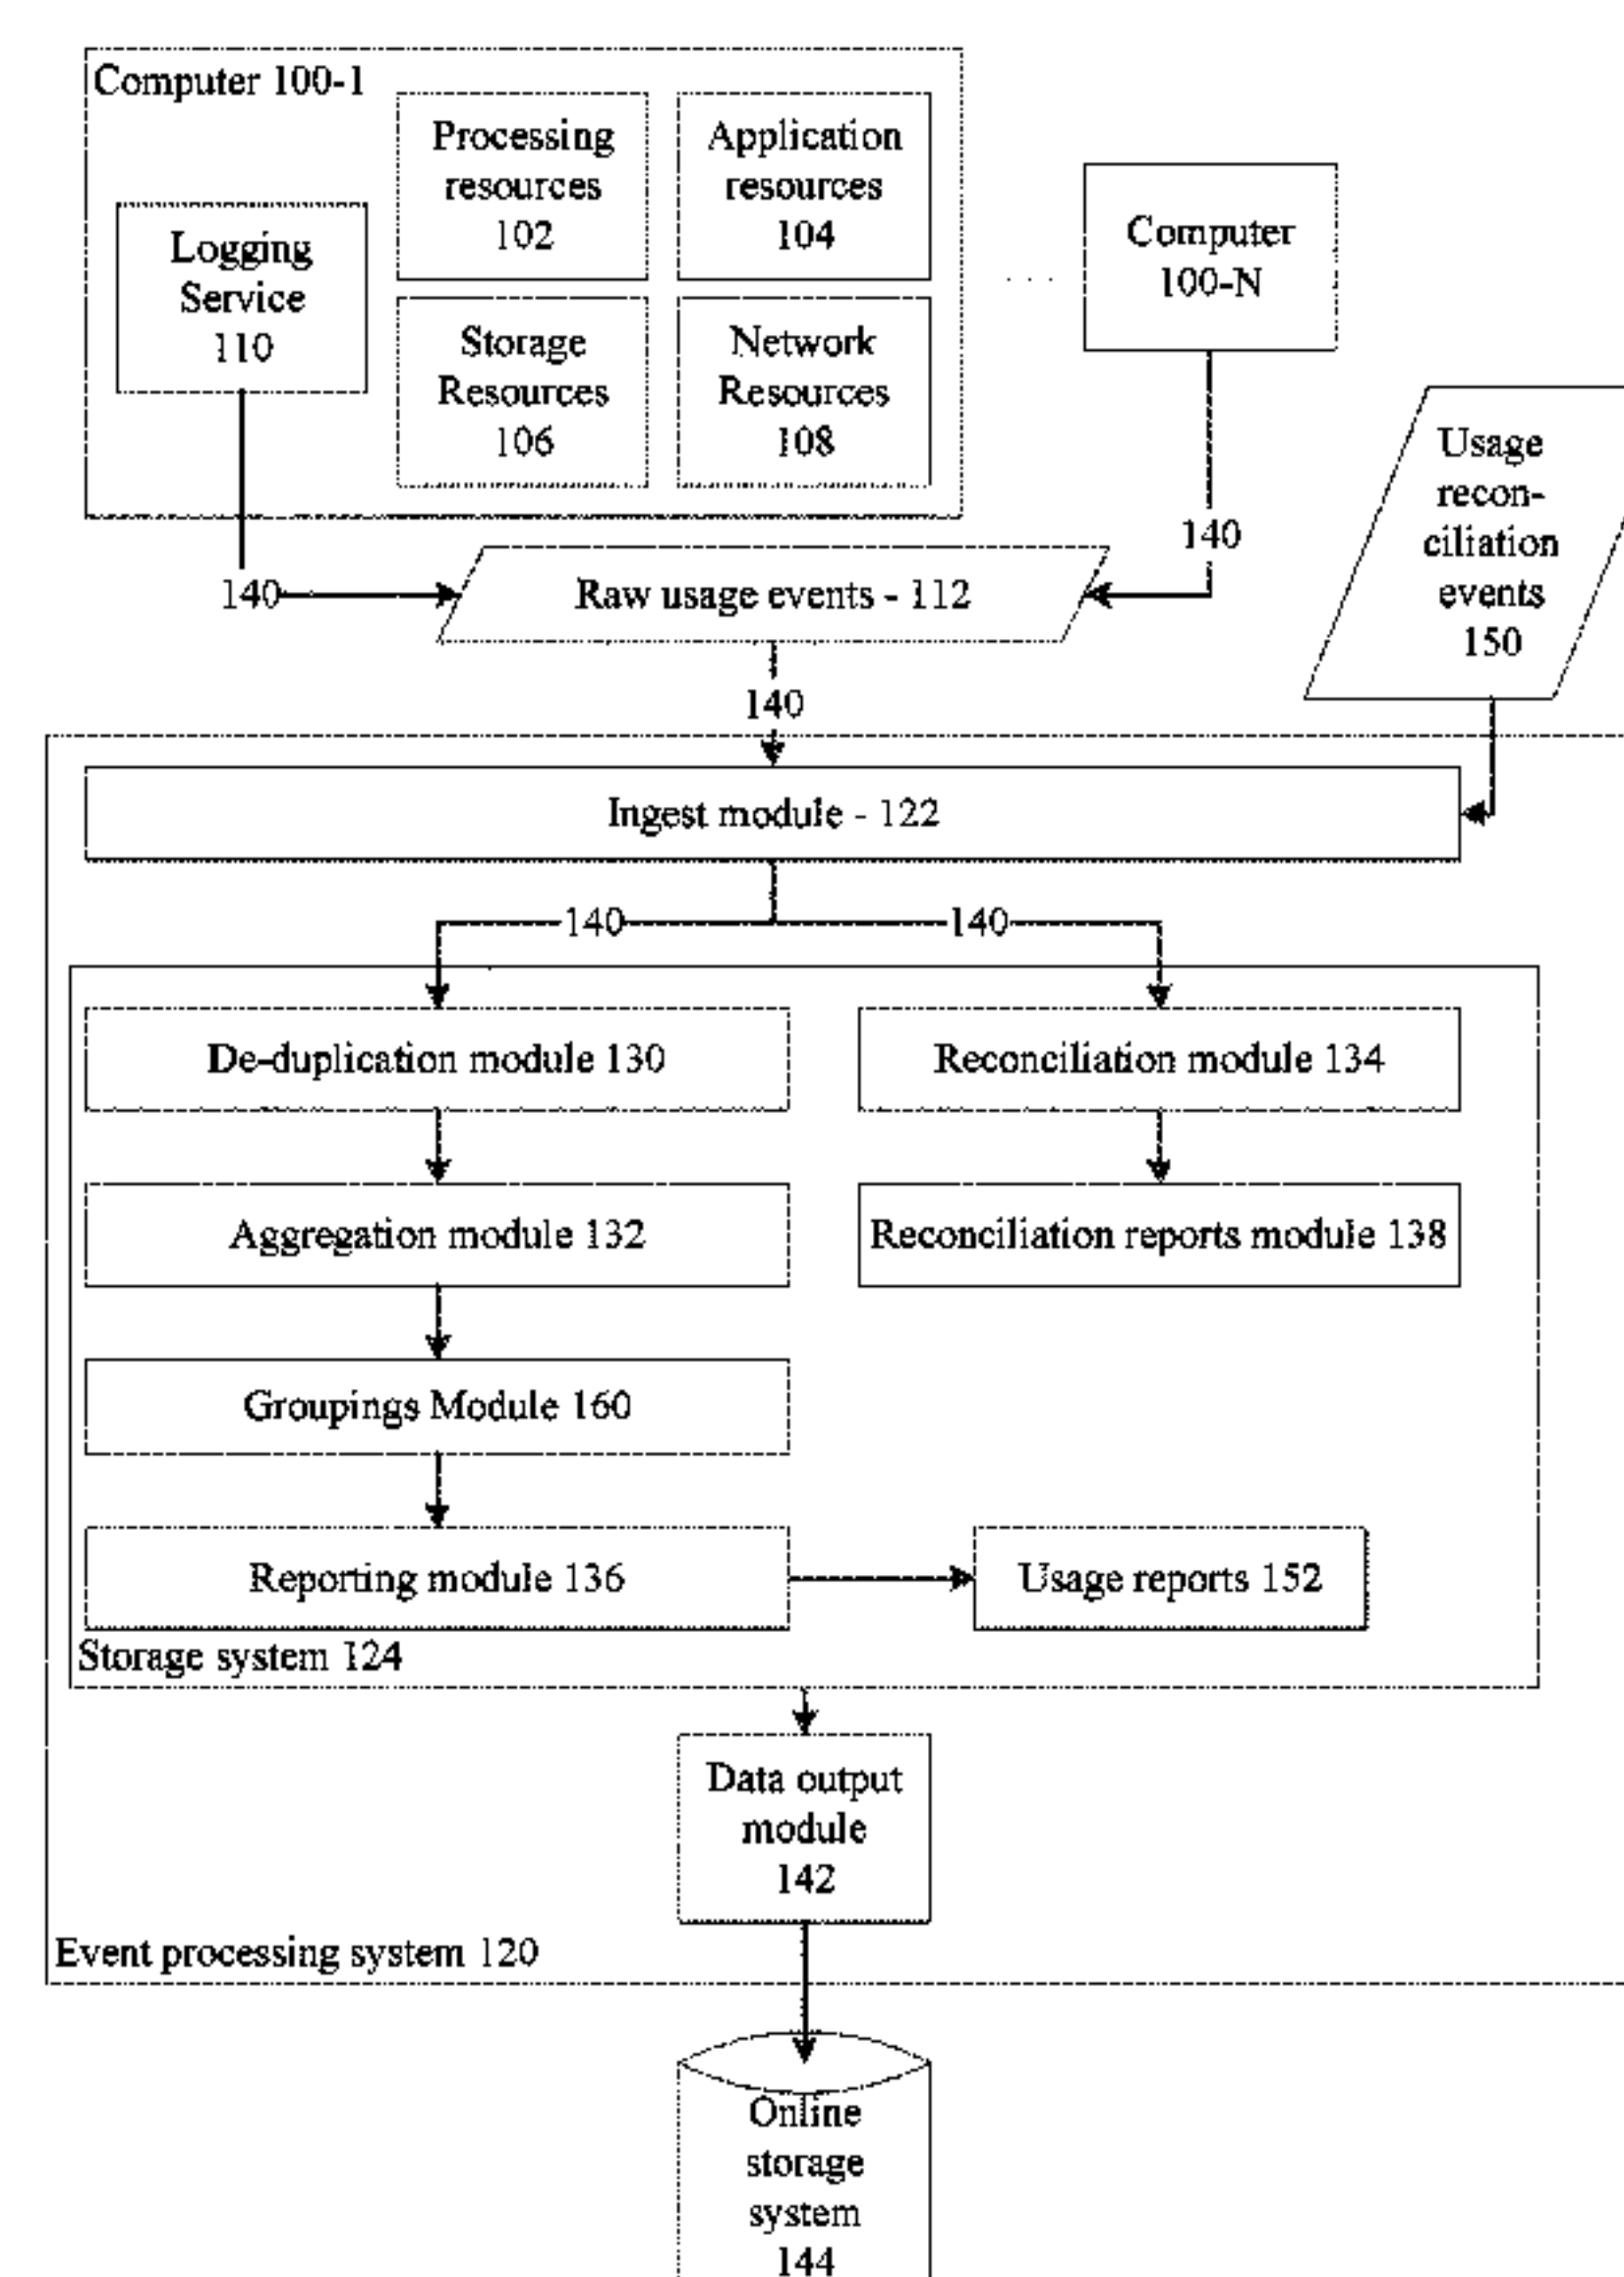 Computer 100-1
Processing
resources
102
Application
resources
104
Logging
Service
110
Storage
Resources
106
Network
Resources
108
. . .
Computer
100-N
Usage
recon-
ciliation
events
150
140
140
Raw usage events - 112
140
Ingest module - 122
140
140
De-duplication module 130
Reconciliation module 134
Aggregation module 132
Reconciliation reports module 138
Groupings Module 160
Reporting module 136
Usage reports 152
Storage system 124
Data output
module
142
Event processing system 120
Online
storage
system
144